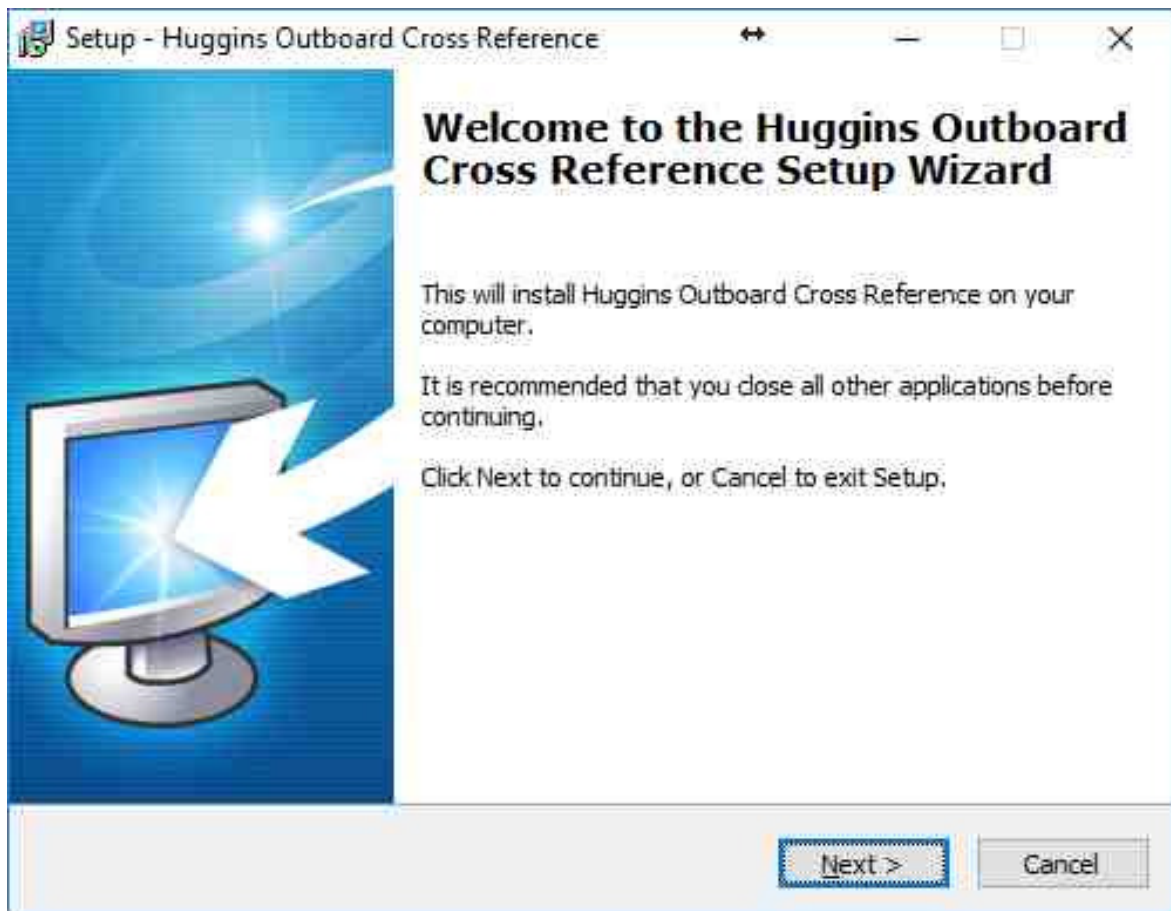 Setup - Huggins Outboard Cross Reference
Welcome to the Huggins Outboard
Cross Reference Setup Wizard
This will install Huggins Outboard Cross Reference on your
computer.
It is recommended that you close all other applications before
continuing.
Click Next to continue, or Cancel to exit Setup.
Next >
Cancel